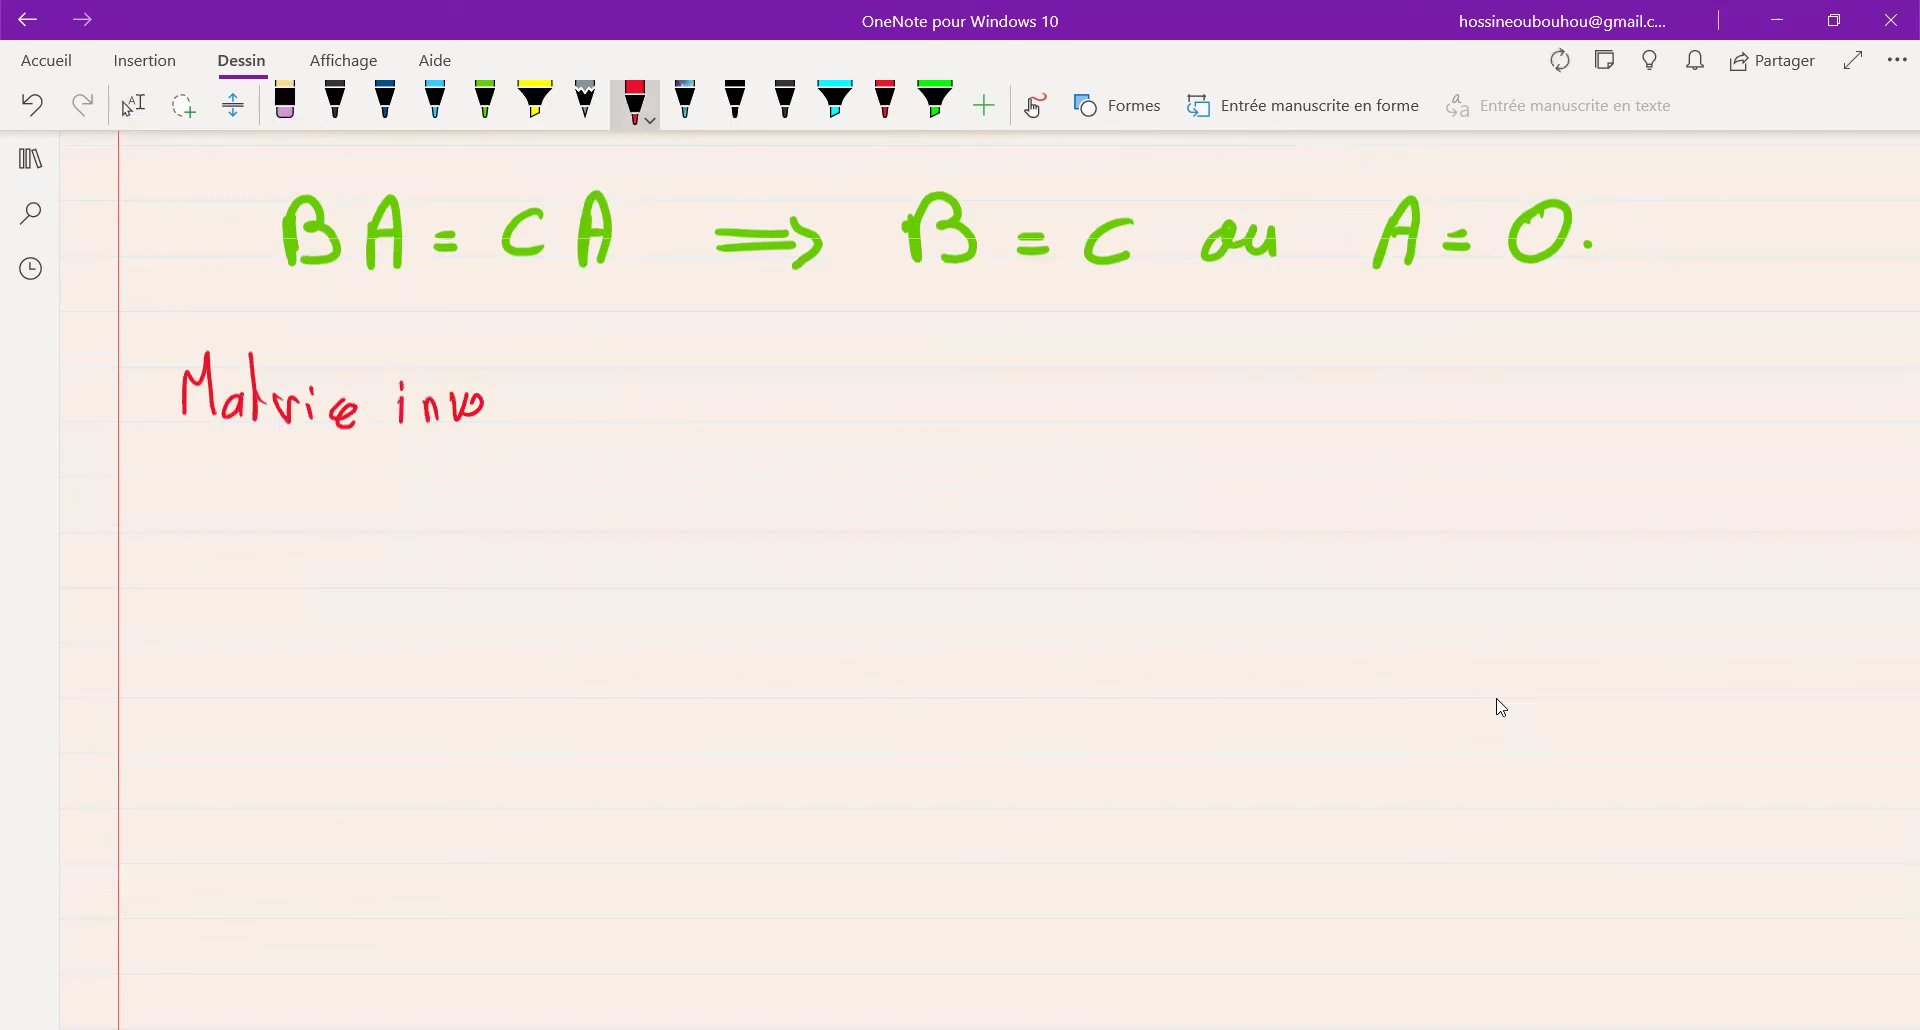 OneNote pour Windows 10
hossineoubouhou@gmail.c...
Accueil Insertion Dessin Affichage Aide
Partager
Formes Entrée manuscrite en forme Entrée manuscrite en texte
BA = CA ⟹ B = C ou A = O.
Matrice inv